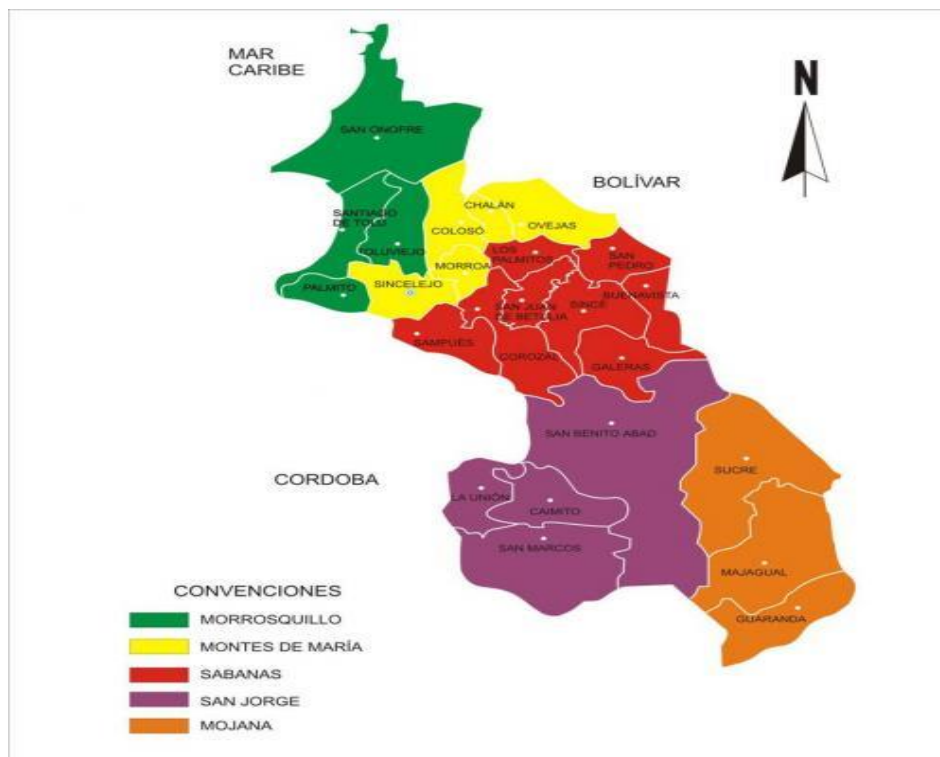 MAR
CARIBE
N
SAN ONOFRE
BOLÍVAR
CHALÁN
SANTIAGO
DE TOLU
COLOSÓ
OVEJAS
TOLUVIEJO
LOS
PALMITOS
SAN
PEDRO
MORROA
PALMITO
SINCELEJO
BUENAVISTA
SAN JUAN
DE BETULIA
SINCÉ
SAMPUÉS
COROZAL
GALERAS
SAN BENITO ABAD
CORDOBA
SUCRE
LA UNIÓN
CAIMITO
SAN MARCOS
MAJAGUAL
GUARANDA
CONVENCIONES
MORROSQUILLO
MONTES DE MARÍA
SABANAS
SAN JORGE
MOJANA